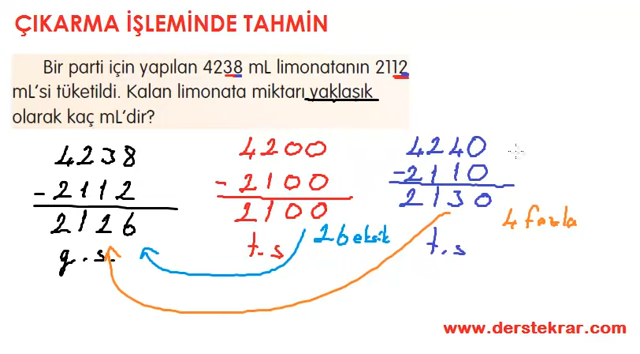 ÇIKARMA İŞLEMİNDE TAHMİN
Bir parti için yapılan 4238 mL limonatanın 2112
mL'si tüketildi. Kalan limonata miktarı yaklaşık
olarak kaç mL'dir?
4238
- 2112
2126
g.s.
4200
- 2100
2100
t.s
26 eksik
4240
- 2110
2130
t.s
4 fazla
www.derstekrar.com